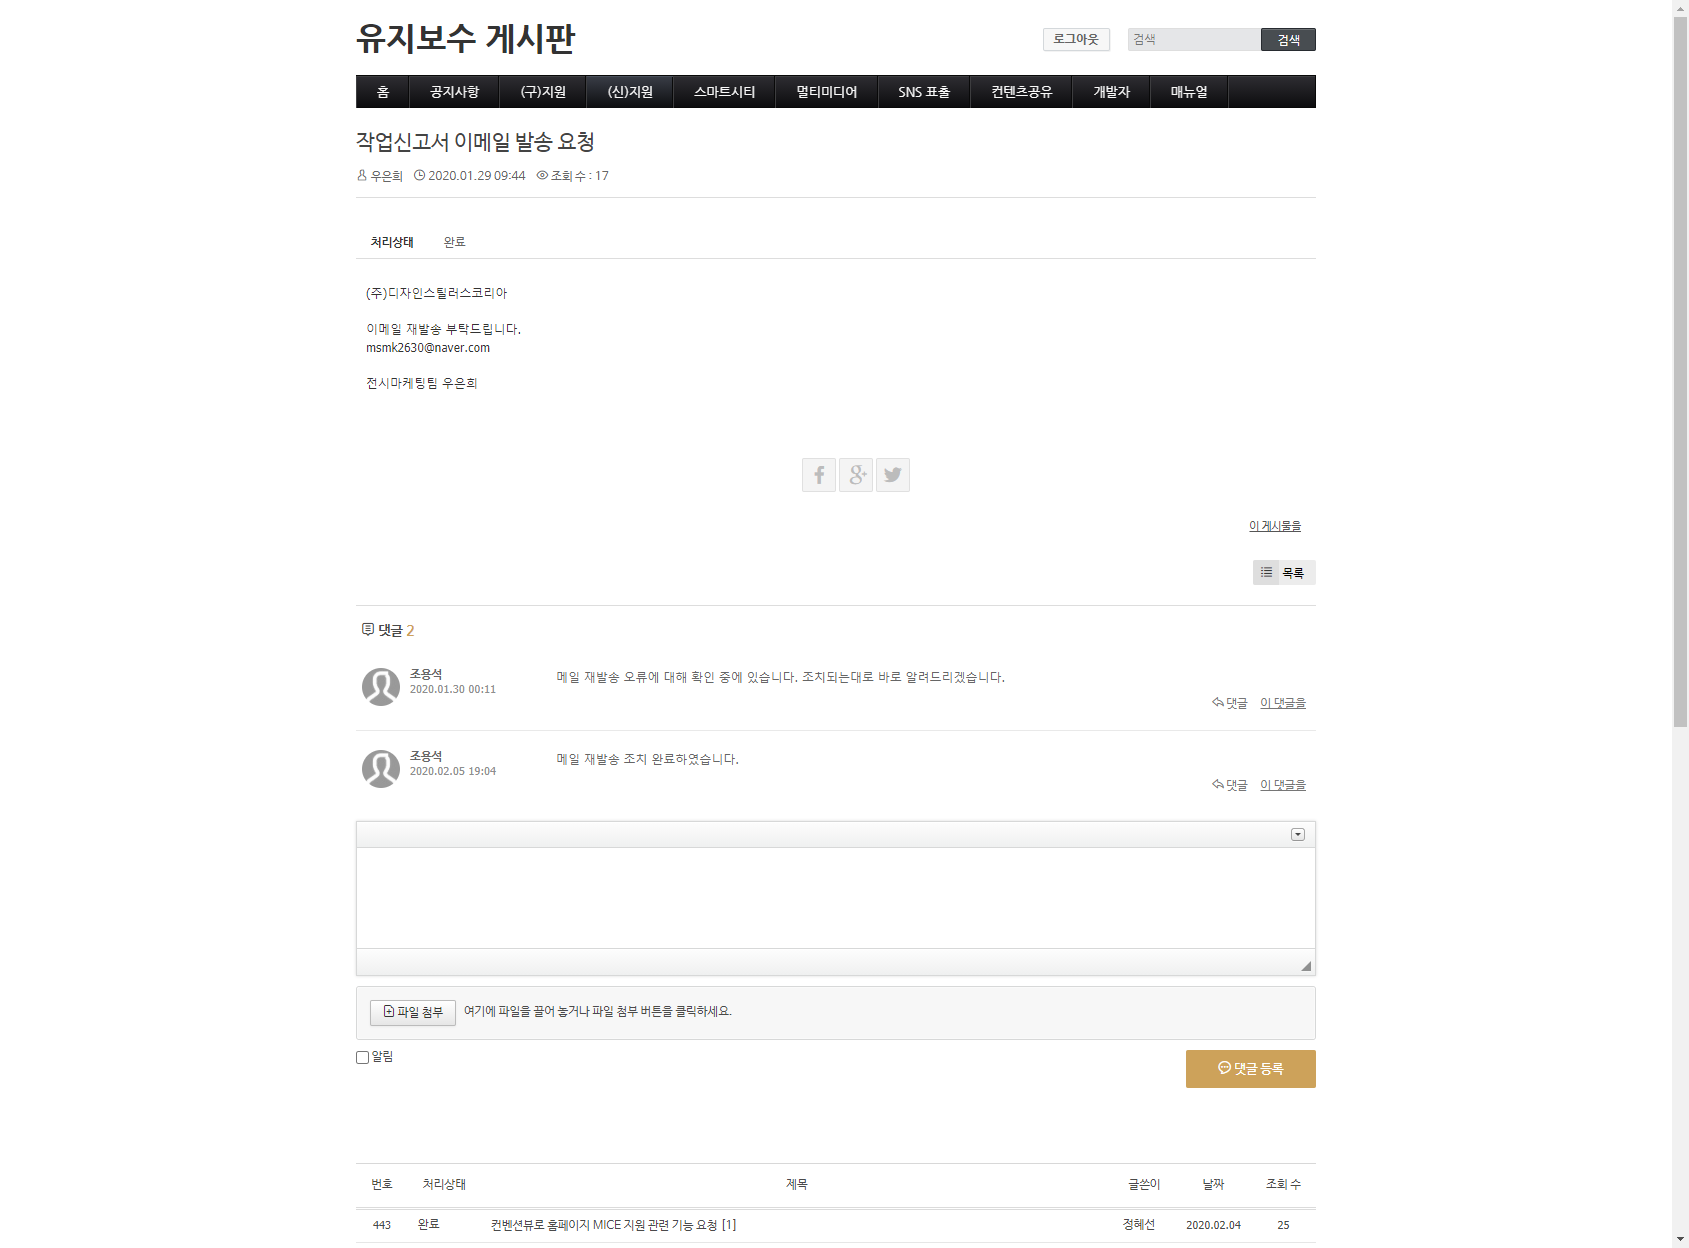 유지보수 게시판
로그아웃 검색 검색
홈 공지사항 (구)지원 (신)지원 스마트시티 멀티미디어 SNS 표출 컨텐츠공유 개발자 매뉴얼
작업신고서 이메일 발송 요청
우은희 2020.01.29 09:44 조회 수 : 17
처리상태 완료
(주)디자인스틸러스코리아
이메일 재발송 부탁드립니다.
msmk2630@naver.com
전시마케팅팀 우은희
이 게시물을
목록
댓글 2
조용석 메일 재발송 오류에 대해 확인 중에 있습니다. 조치되는대로 바로 알려드리겠습니다.
2020.01.30 00:11
댓글 이 댓글을
조용석 메일 재발송 조치 완료하였습니다.
2020.02.05 19:04
댓글 이 댓글을
파일 첨부 여기에 파일을 끌어 놓거나 파일 첨부 버튼을 클릭하세요.
알림
댓글 등록
번호 처리상태 제목 글쓴이 날짜 조회 수
443 완료 컨벤션뷰로 홈페이지 MICE 지원 관련 기능 요청 [1] 정혜선 2020.02.04 25